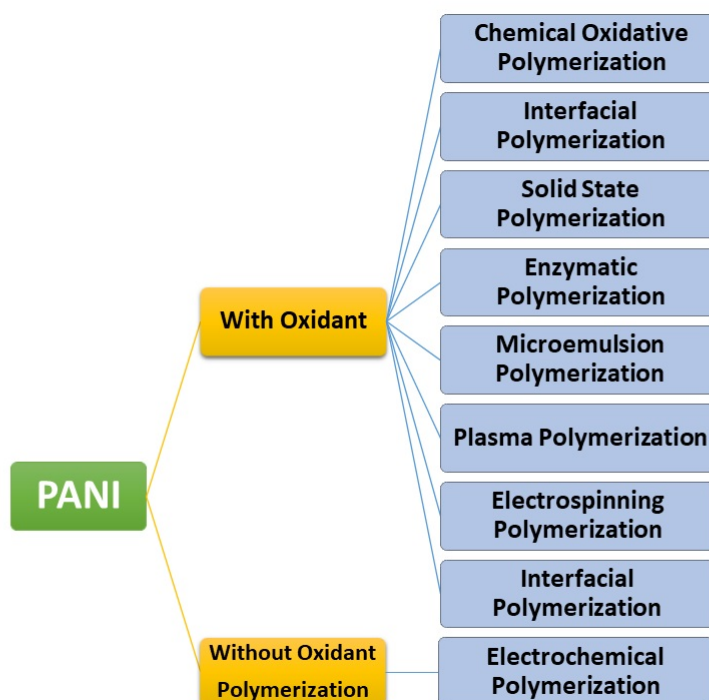 Chemical Oxidative
Polymerization
Interfacial
Polymerization
Solid State
Polymerization
Enzymatic
Polymerization
With Oxidant
Microemulsion
Polymerization
Plasma Polymerization
PANI
Electrospinning
Polymerization
Interfacial
Polymerization
Without Oxidant
Polymerization
Electrochemical
Polymerization